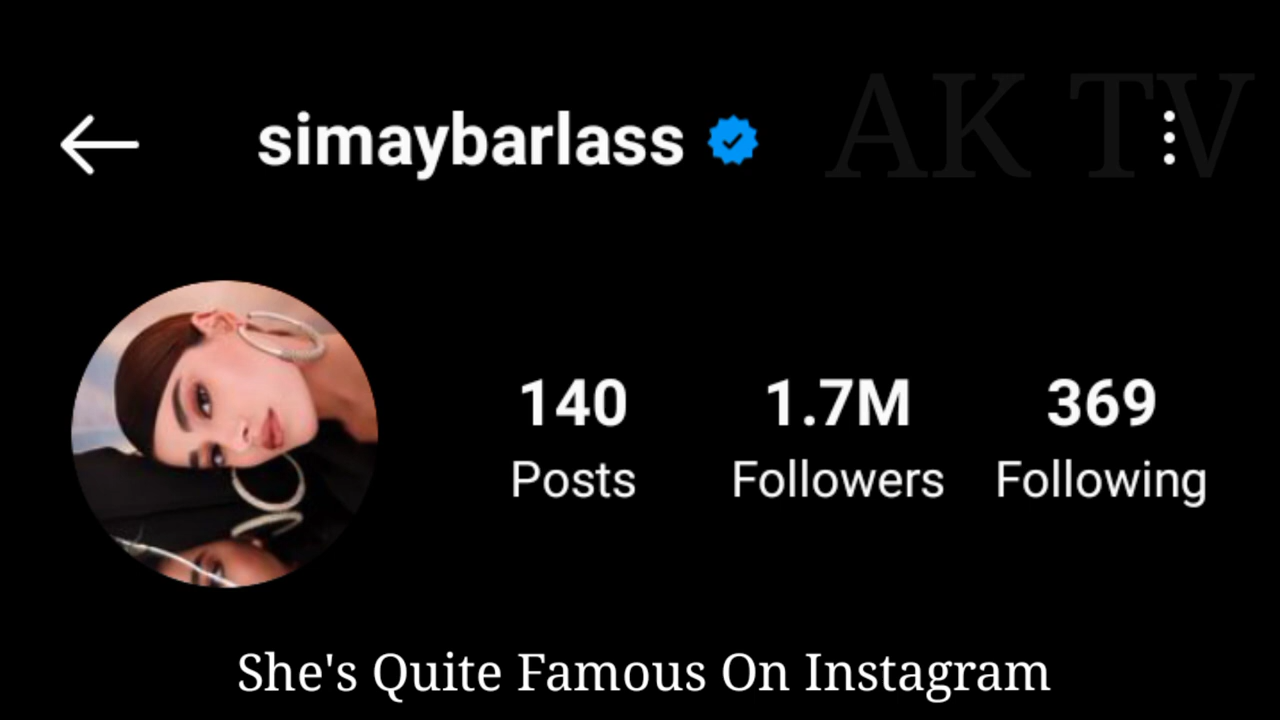 AK TV
simaybarlass
140 1.7M 369
Posts Followers Following
She's Quite Famous On Instagram